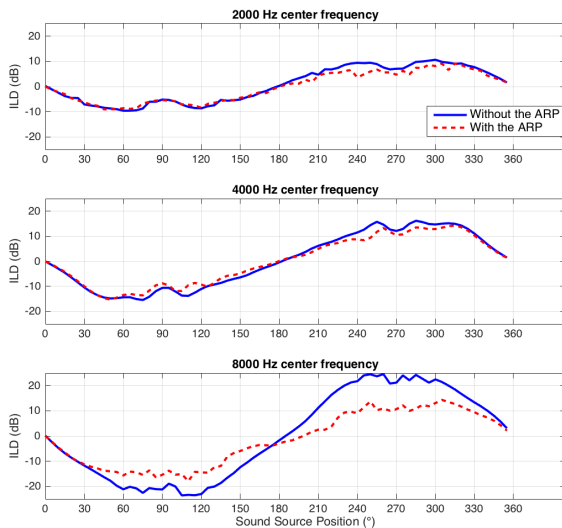 2000 Hz center frequency
20
10
0
-10
-20
ILD (dB)
0 30 60 90 120 150 180 210 240 270 300 330 360
Without the ARP
With the ARP
4000 Hz center frequency
20
10
0
-10
-20
ILD (dB)
0 30 60 90 120 150 180 210 240 270 300 330 360
8000 Hz center frequency
20
10
0
-10
-20
ILD (dB)
0 30 60 90 120 150 180 210 240 270 300 330 360
Sound Source Position (°)